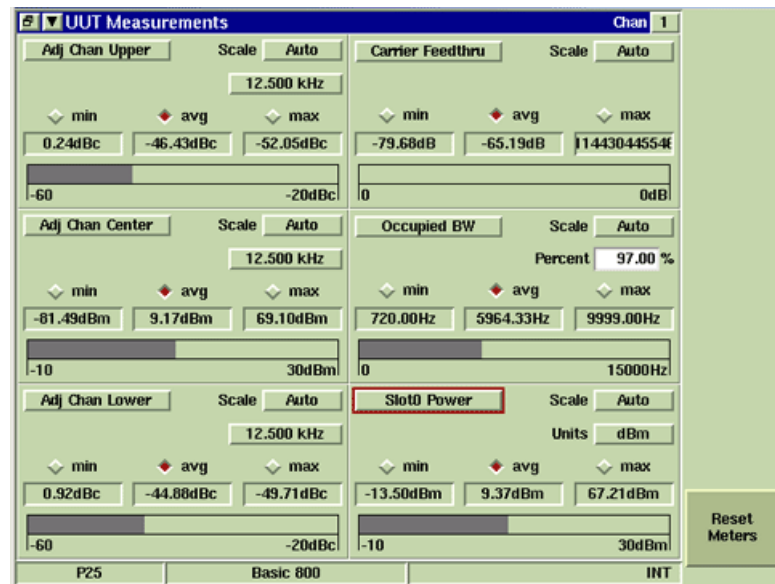 UUT Measurements Chan 1
Adj Chan Upper Scale Auto
12.500 kHz
min avg max
0.24dBc -46.43dBc -52.05dBc
-60 -20dBc
Carrier Feedthru Scale Auto
min avg max
-79.68dB -65.19dB
0 0dB
Adj Chan Center Scale Auto
12.500 kHz
min avg max
-81.49dBm 9.17dBm 69.10dBm
-10 30dBm
Occupied BW Scale Auto
Percent 97.00 %
min avg max
720.00Hz 5964.33Hz 9999.00Hz
0 15000Hz
Adj Chan Lower Scale Auto
12.500 kHz
min avg max
0.92dBc -44.88dBc -49.71dBc
-60 -20dBc
Slot0 Power Scale Auto
Units dBm
min avg max
-13.50dBm 9.37dBm 67.21dBm
-10 30dBm
Reset
Meters
P25 Basic 800 INT